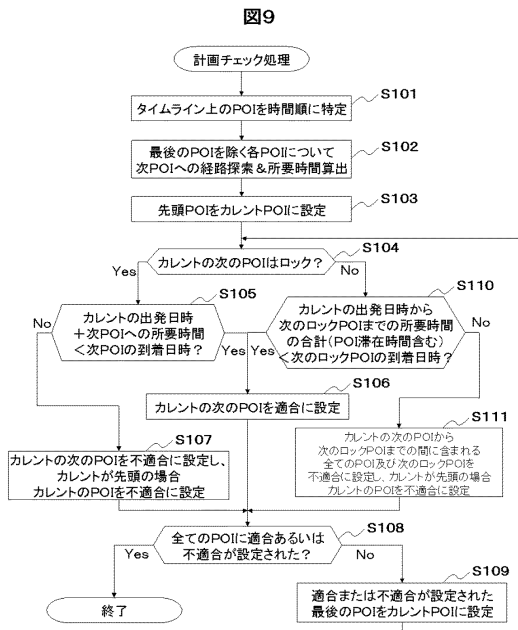 図9
計画チェック処理
S101
タイムライン上のPOIを時間順に特定
S102
最後のPOIを除く各POIについて
次POIへの経路探索＆所要時間算出
S103
先頭POIをカレントPOIに設定
S104
カレントの次のPOIはロック？
Yes
No
S105
カレントの出発日時
＋次POIへの所要時間
＜次POIの到着日時？
No
Yes
S110
カレントの出発日時から
次のロックPOIまでの所要時間
の合計(POI滞在時間含む)
＜次のロックPOIの到着日時？
Yes
No
S106
カレントの次のPOIを適合に設定
S107
カレントの次のPOIを不適合に設定し、
カレントが先頭の場合
カレントのPOIを不適合に設定
S111
カレントの次のPOIから
次のロックPOIまでの間に含まれる
全てのPOI及び次のロックPOIを
不適合に設定し、カレントが先頭の場合
カレントのPOIを不適合に設定
S108
全てのPOIに適合あるいは
不適合が設定された？
Yes
No
終了
S109
適合または不適合が設定された
最後のPOIをカレントPOIに設定